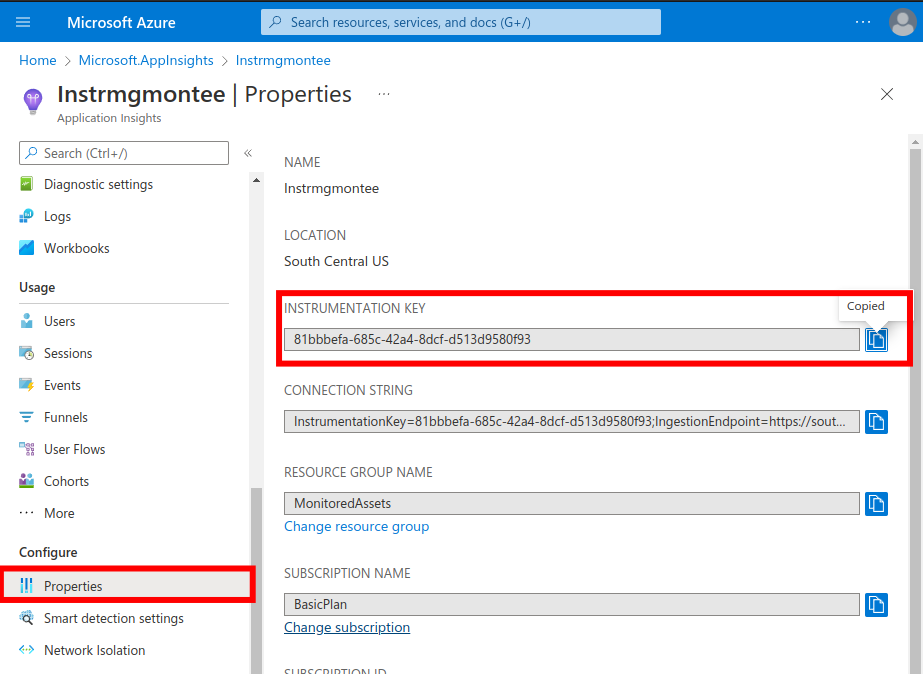 Microsoft Azure
Search resources, services, and docs (G+/)
...
Home > Microsoft.AppInsights > Instrmgmontee
Instrmgmontee | Properties ...
Application Insights
Search (Ctrl+/)
«
Diagnostic settings
Logs
Workbooks
Usage
Users
Sessions
Events
Funnels
User Flows
Cohorts
... More
Configure
Properties
Smart detection settings
Network Isolation
NAME
Instrmgmontee
LOCATION
South Central US
INSTRUMENTATION KEY
Copied
81bbbefa-685c-42a4-8dcf-d513d9580f93
CONNECTION STRING
InstrumentationKey=81bbbefa-685c-42a4-8dcf-d513d9580f93;IngestionEndpoint=https://sout...
RESOURCE GROUP NAME
MonitoredAssets
Change resource group
SUBSCRIPTION NAME
BasicPlan
Change subscription
SUBSCRIPTION ID